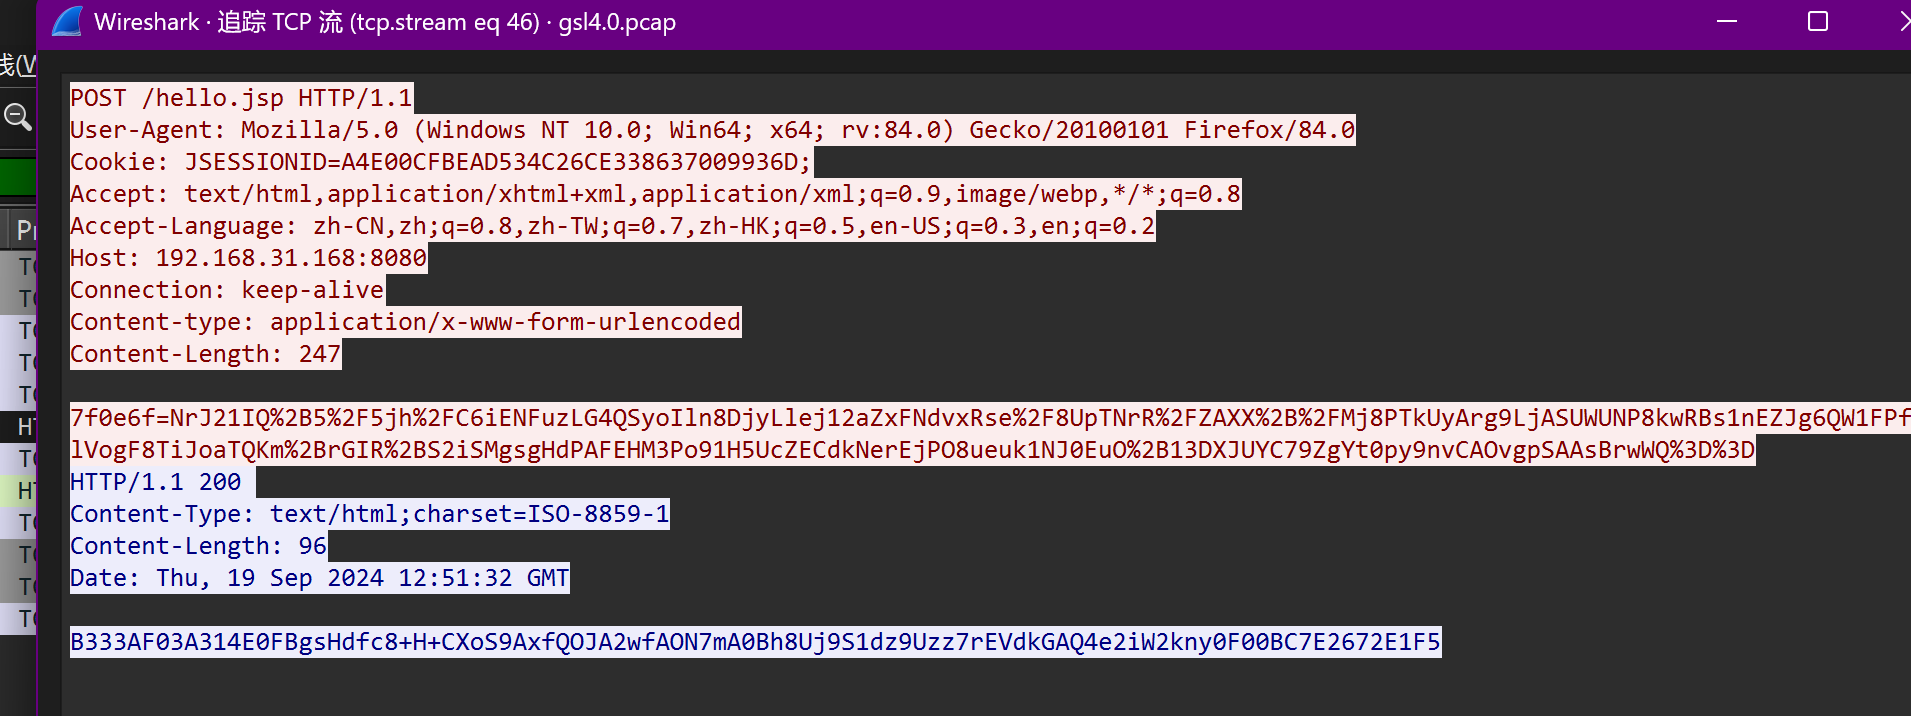 Wireshark · 追踪 TCP 流 (tcp.stream eq 46) · gsl4.0.pcap
POST /hello.jsp HTTP/1.1
User-Agent: Mozilla/5.0 (Windows NT 10.0; Win64; x64; rv:84.0) Gecko/20100101 Firefox/84.0
Cookie: JSESSIONID=A4E00CFBEAD534C26CE338637009936D;
Accept: text/html,application/xhtml+xml,application/xml;q=0.9,image/webp,*/*;q=0.8
Accept-Language: zh-CN,zh;q=0.8,zh-TW;q=0.7,zh-HK;q=0.5,en-US;q=0.3,en;q=0.2
Host: 192.168.31.168:8080
Connection: keep-alive
Content-type: application/x-www-form-urlencoded
Content-Length: 247
7f0e6f=NrJ21IQ%2B5%2F5jh%2FC6iENFuzLG4QSyoIln8DjyLlej12aZxFNdvxRse%2F8UpTNrR%2FZAXX%2B%2FMj8PTkUyArg9LjASUWUNP8kwRBs1nEZJg6QW1FPf
lVogF8TiJoaTQKm%2BrGIR%2BS2iSMgsgHdPAFEHM3Po91H5UcZECdkNerEjPO8ueuk1NJ0EuO%2B13DXJUYC79ZgYt0py9nvCAOvgpSAAsBrwWQ%3D%3D
HTTP/1.1 200
Content-Type: text/html;charset=ISO-8859-1
Content-Length: 96
Date: Thu, 19 Sep 2024 12:51:32 GMT
B333AF03A314E0FBgsHdfc8+H+CXoS9AxfQOJA2wfAON7mA0Bh8Uj9S1dz9Uzz7rEVdkGAQ4e2iW2kny0F00BC7E2672E1F5